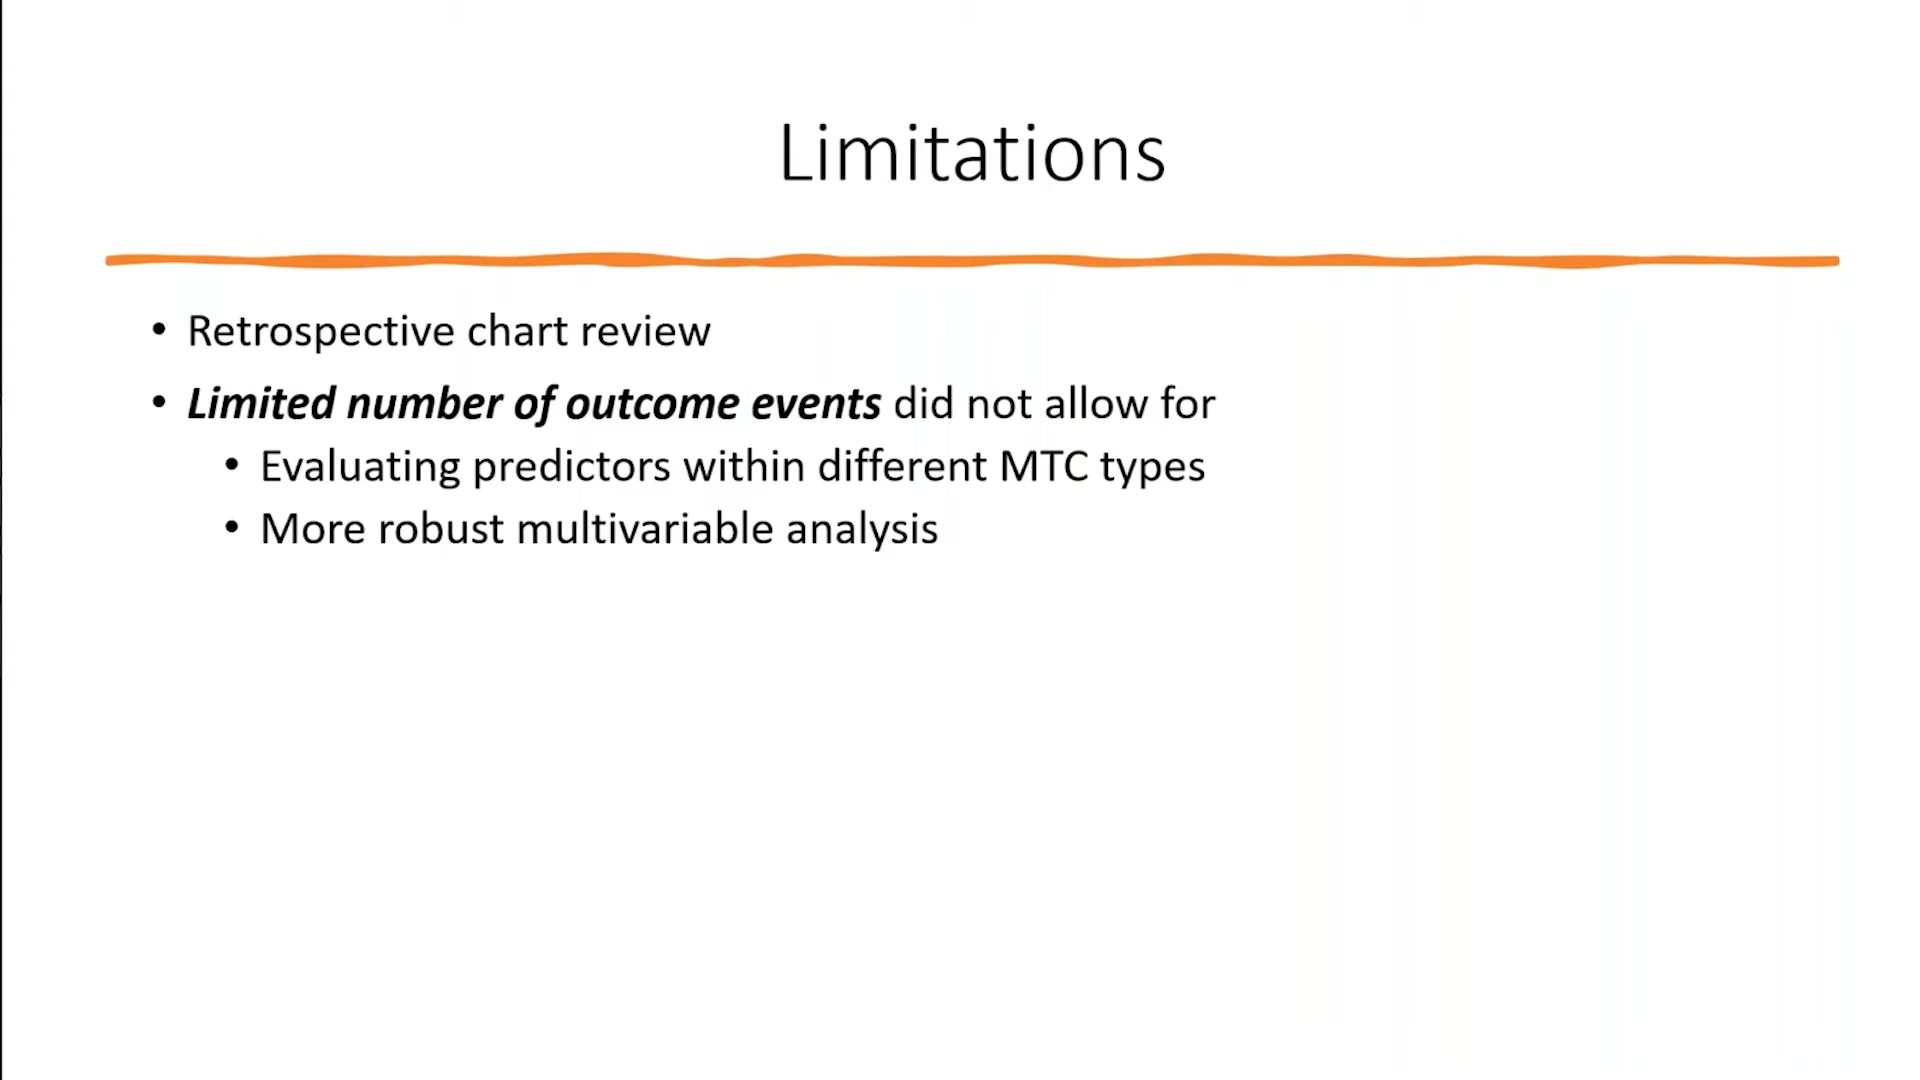 Limitations
• Retrospective chart review
• Limited number of outcome events did not allow for
• Evaluating predictors within different MTC types
• More robust multivariable analysis